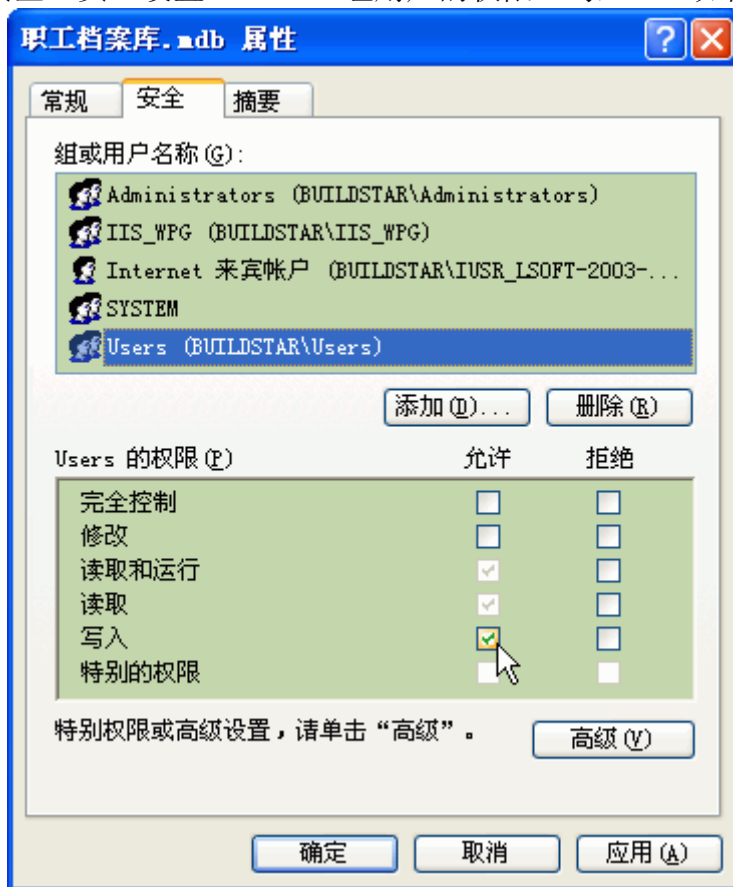 职工档案库.mdb 属性
常规 安全 摘要
组或用户名称(G):
Administrators (BUILDSTAR\Administrators)
IIS_WPG (BUILDSTAR\IIS_WPG)
Internet 来宾帐户 (BUILDSTAR\IUSR_LSOFT-2003-...
SYSTEM
Users (BUILDSTAR\Users)
添加(D)... 删除(R)
Users 的权限(P) 允许 拒绝
完全控制
修改
读取和运行
读取
写入
特别的权限
特别权限或高级设置，请单击“高级”。 高级(V)
确定 取消 应用(A)